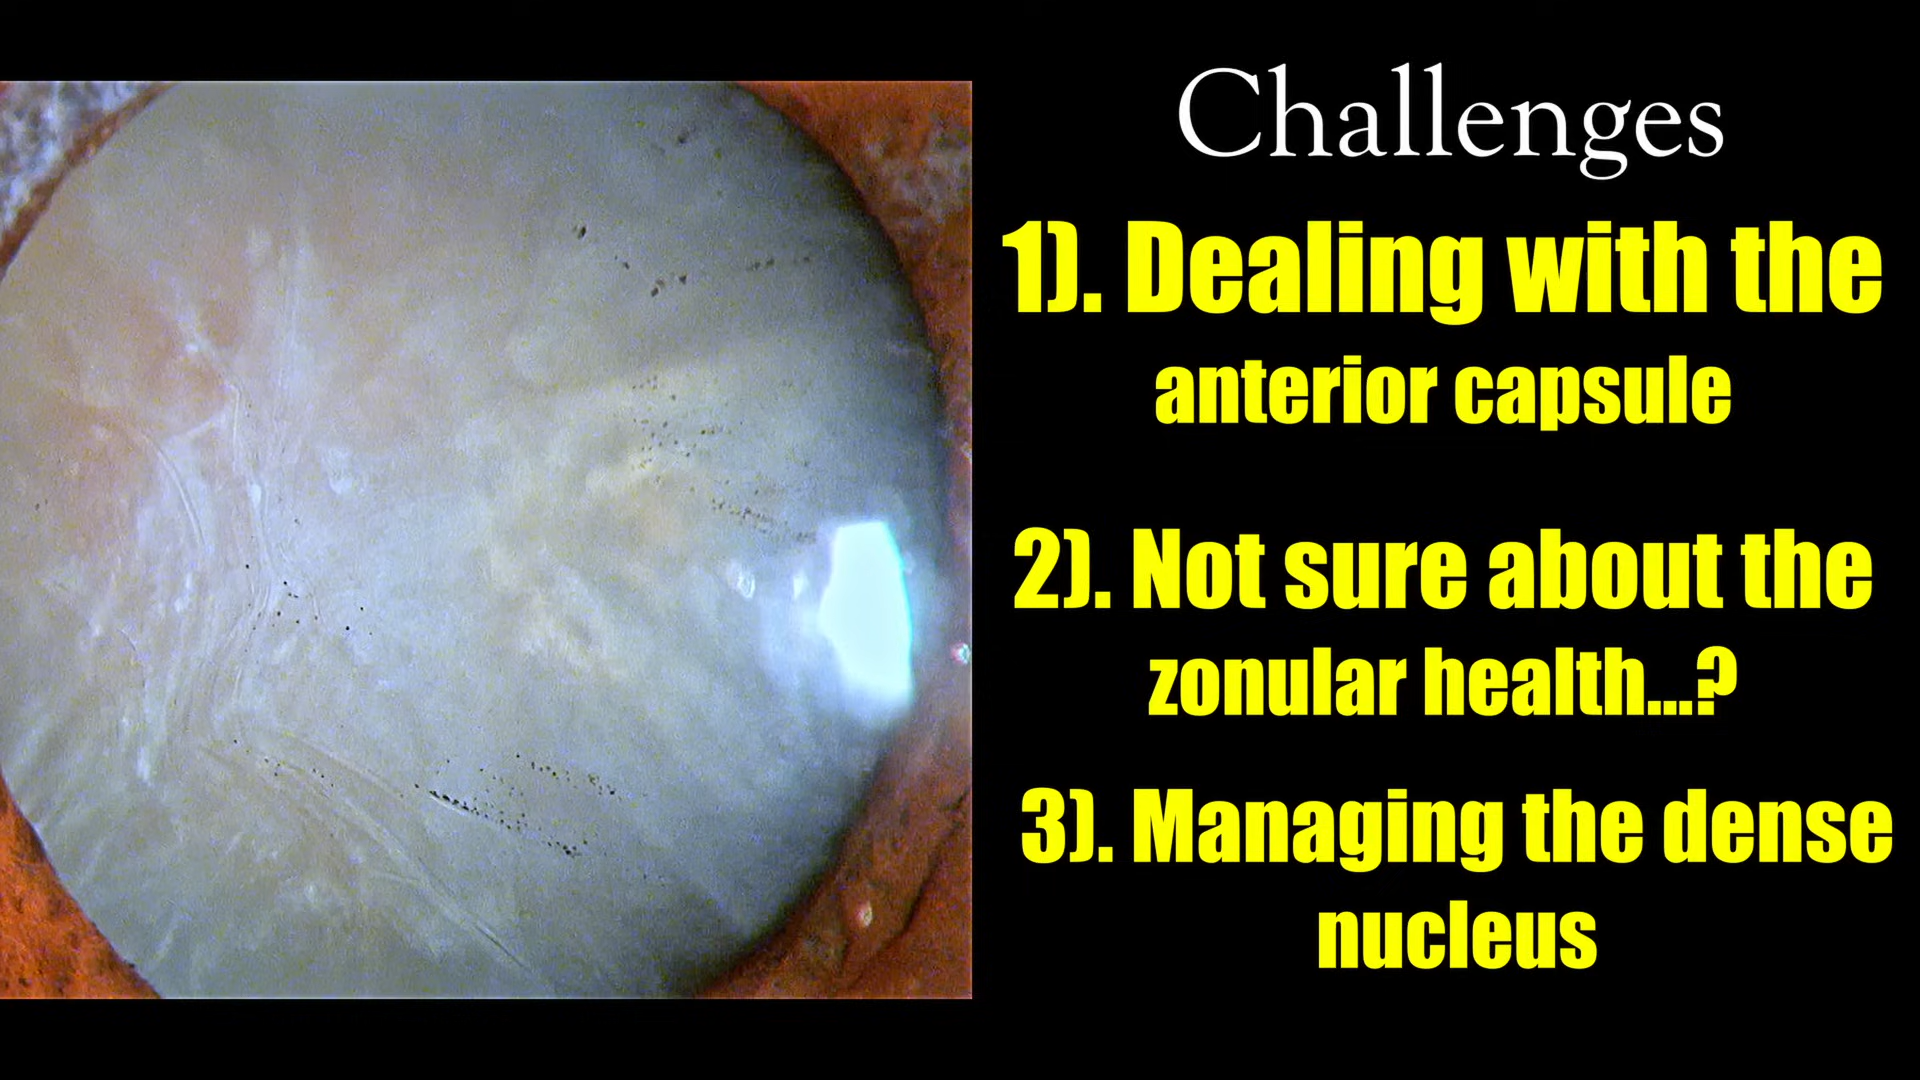 Challenges
1). Dealing with the
anterior capsule
2). Not sure about the
zonular health...?
3). Managing the dense
nucleus